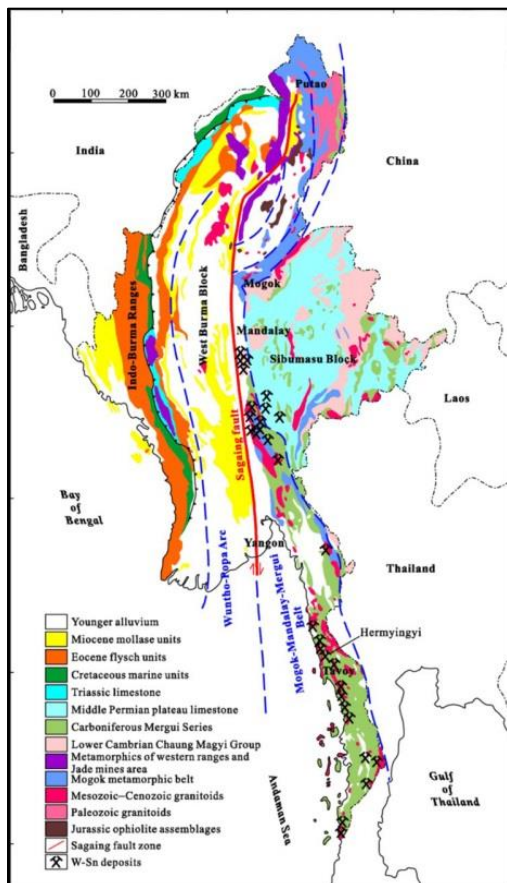 Putao
0 100 200 300 km
India
China
Bangladesh
Mogok
Mandalay
West Burma Block
Sibumasu Block
Indo-Burma Ranges
Laos
Sagaing fault
Bay
of
Bengal
Yangon
Thailand
Wuntho-Popa Arc
Mogok-Mandalay-Mergui
Belt
Hermyingyi
Tavoy
Andaman Sea
Gulf
of
Thailand
Younger alluvium
Miocene mollase units
Eocene flysch units
Cretaceous marine units
Triassic limestone
Middle Permian plateau limestone
Carboniferous Mergui Series
Lower Cambrian Chaung Magyi Group
Metamorphics of western ranges and
Jade mines area
Mogok metamorphic belt
Mesozoic–Cenozoic granitoids
Paleozoic granitoids
Jurassic ophiolite assemblages
Sagaing fault zone
W-Sn deposits